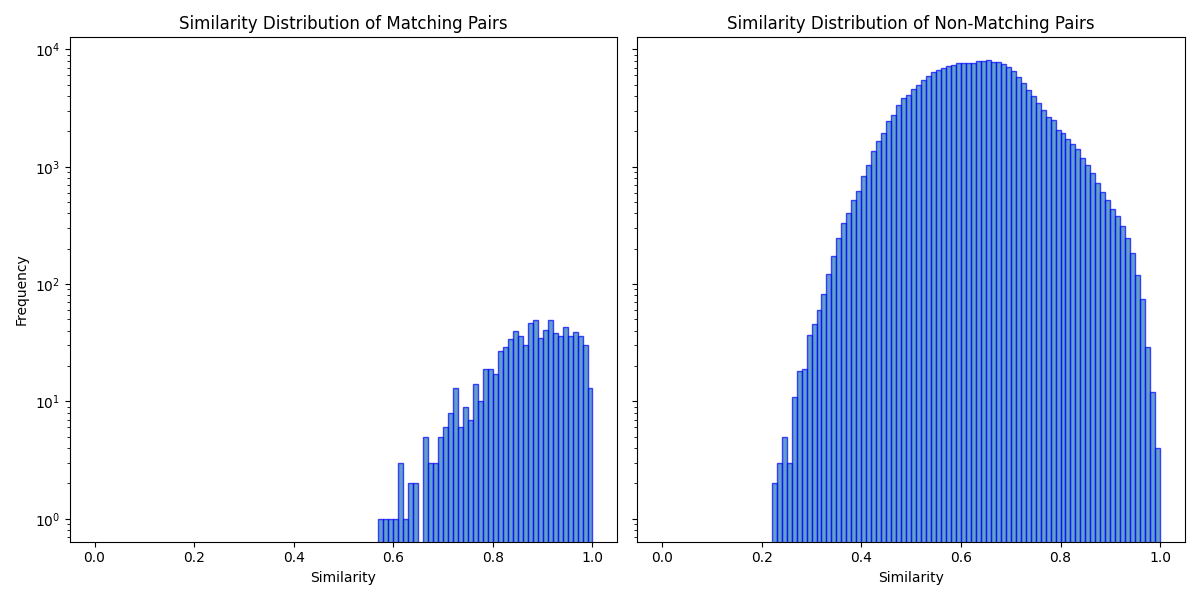 Similarity Distribution of Matching Pairs
Similarity Distribution of Non-Matching Pairs
Frequency
10⁴
10³
10²
10¹
10⁰
0.0 0.2 0.4 0.6 0.8 1.0
Similarity
0.0 0.2 0.4 0.6 0.8 1.0
Similarity